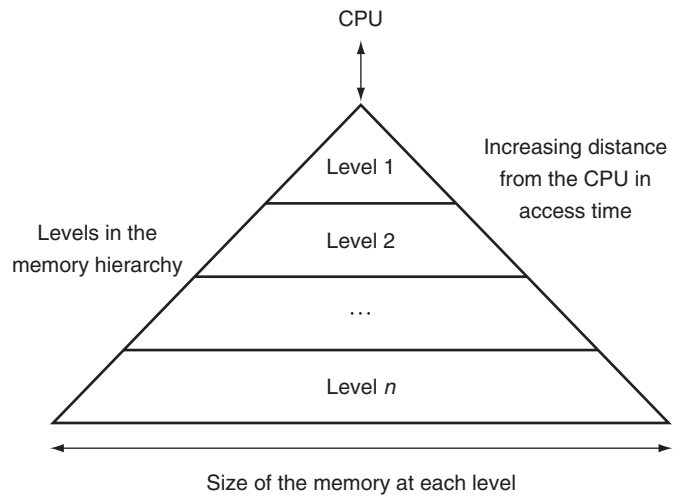 CPU
Increasing distance
from the CPU in
access time
Level 1
Levels in the
memory hierarchy
Level 2
…
Level n
Size of the memory at each level